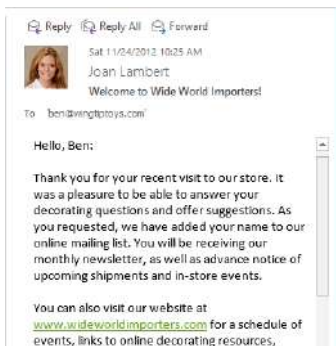 Reply Reply All Forward
Sat 11/24/2012 10:25 AM
Joan Lambert
Welcome to Wide World Importers!
To 'ben@wingtiptoys.com'
Hello, Ben:
Thank you for your recent visit to our store. It
was a pleasure to be able to answer your
decorating questions and offer suggestions. As
you requested, we have added your name to our
online mailing list. You will be receiving our
monthly newsletter, as well as advance notice of
upcoming shipments and in-store events.
You can also visit our website at
www.wideworldimporters.com for a schedule of
events, links to online decorating resources,